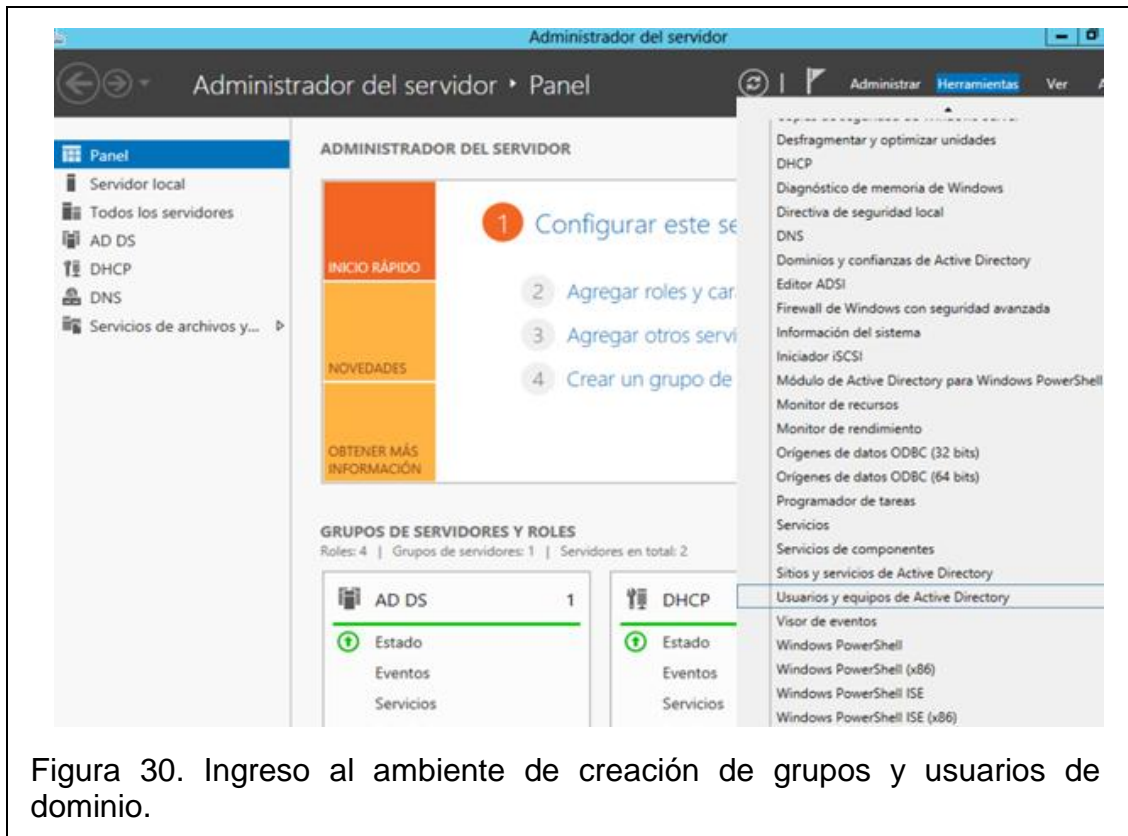 Administrador del servidor
Administrador del servidor • Panel
Administrar Herramientas Ver
Panel
Servidor local
Todos los servidores
AD DS
DHCP
DNS
Servicios de archivos y...
ADMINISTRADOR DEL SERVIDOR
INICIO RÁPIDO
NOVEDADES
OBTENER MÁS
INFORMACIÓN
1 Configurar este se
2 Agregar roles y car
3 Agregar otros servi
4 Crear un grupo de
GRUPOS DE SERVIDORES Y ROLES
Roles: 4 | Grupos de servidores: 1 | Servidores en total: 2
AD DS 1
Estado
Eventos
Servicios
DHCP
Estado
Eventos
Servicios
Desfragmentar y optimizar unidades
DHCP
Diagnóstico de memoria de Windows
Directiva de seguridad local
DNS
Dominios y confianzas de Active Directory
Editor ADSI
Firewall de Windows con seguridad avanzada
Información del sistema
Iniciador iSCSI
Módulo de Active Directory para Windows PowerShell
Monitor de recursos
Monitor de rendimiento
Orígenes de datos ODBC (32 bits)
Orígenes de datos ODBC (64 bits)
Programador de tareas
Servicios
Servicios de componentes
Sitios y servicios de Active Directory
Usuarios y equipos de Active Directory
Visor de eventos
Windows PowerShell
Windows PowerShell (x86)
Windows PowerShell ISE
Windows PowerShell ISE (x86)
Figura 30. Ingreso al ambiente de creación de grupos y usuarios de
dominio.